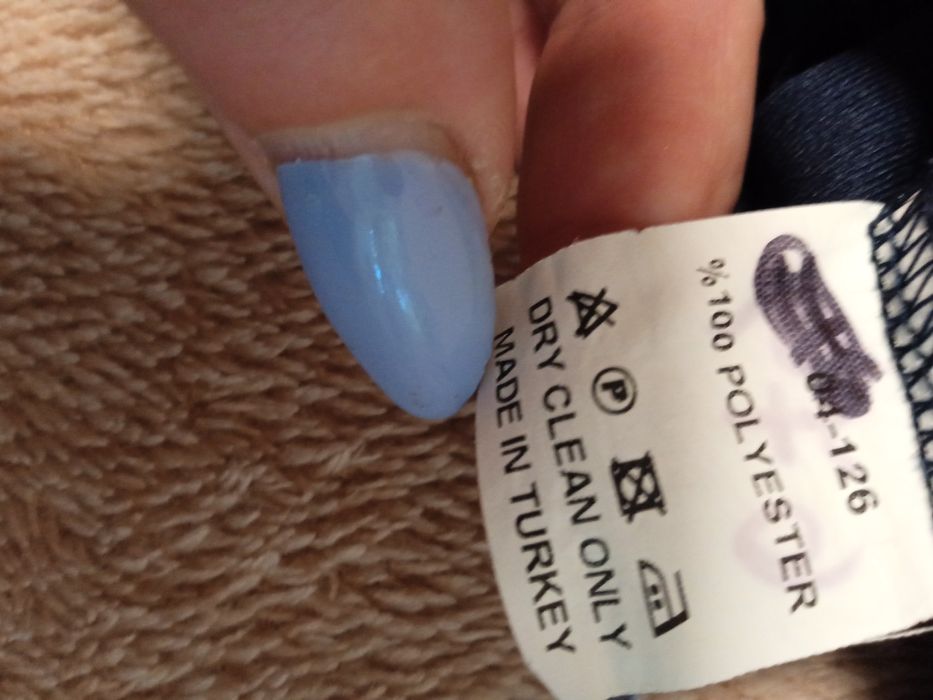 04-126
%100 POLYESTER
P
DRY CLEAN ONLY
MADE IN TURKEY